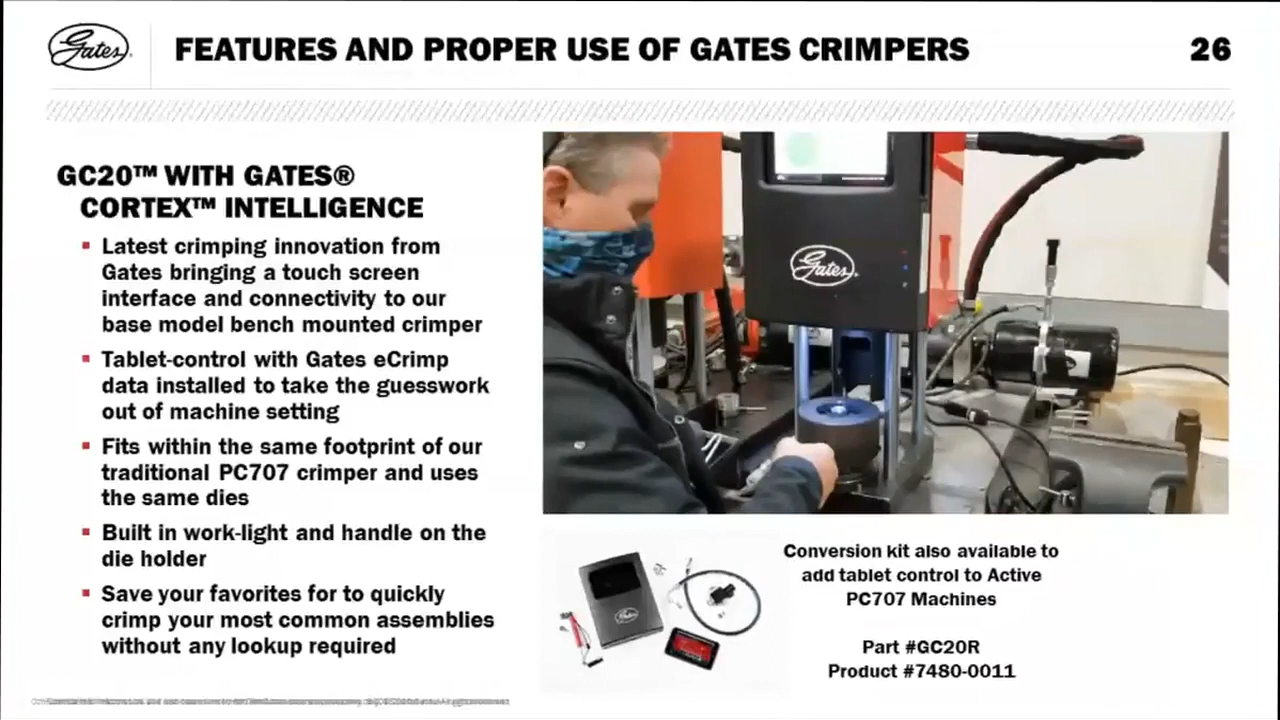 Gates
FEATURES AND PROPER USE OF GATES CRIMPERS
26
GC20™ WITH GATES®
CORTEX™ INTELLIGENCE
▪ Latest crimping innovation from
Gates bringing a touch screen
interface and connectivity to our
base model bench mounted crimper
▪ Tablet-control with Gates eCrimp
data installed to take the guesswork
out of machine setting
▪ Fits within the same footprint of our
traditional PC707 crimper and uses
the same dies
▪ Built in work-light and handle on the
die holder
▪ Save your favorites for to quickly
crimp your most common assemblies
without any lookup required
Gates
Gates
Conversion kit also available to
add tablet control to Active
PC707 Machines
Part #GC20R
Product #7480-0011